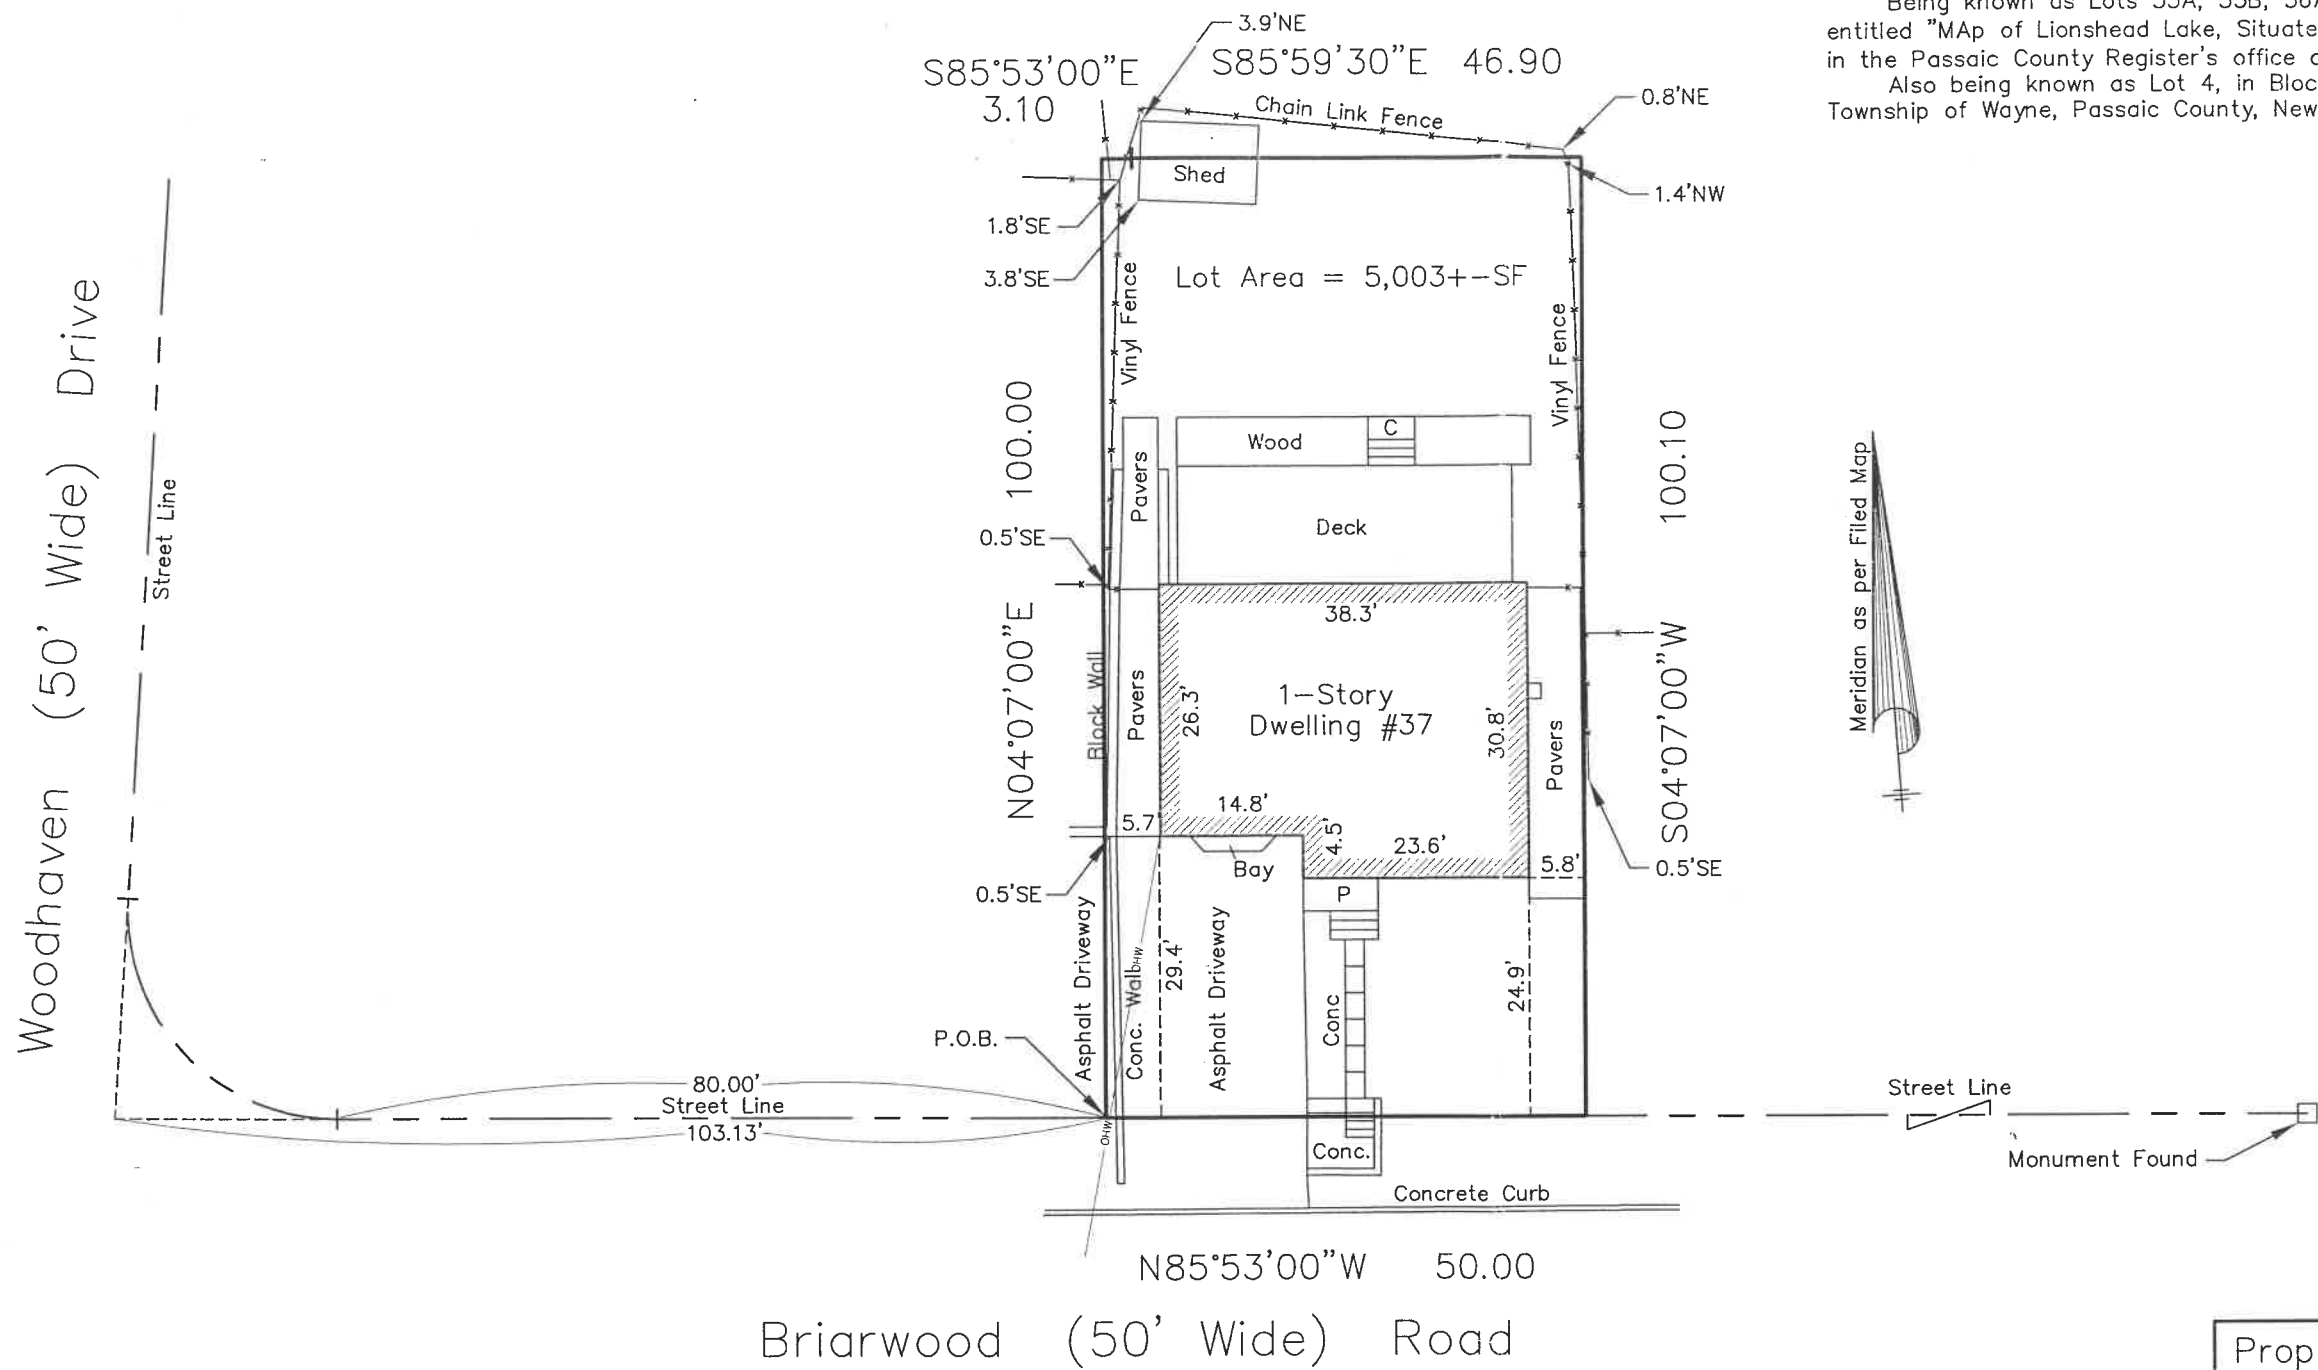 Being known as Lots 35A, 35B,
entitled "MAp of Lionshead Lake, Situate
in the Passaic County Register's office
Also being known as Lot 4, in
Township of Wayne, Passaic County, New
3.9'NE
S85°53'00"E
3.10
S85°59'30"E 46.90
Chain Link Fence
0.8'NE
Shed
1.4'NW
1.8'SE
3.8'SE
Lot Area = 5,003+-SF
Vinyl Fence
Vinyl Fence
Woodhaven (50' Wide) Drive
Street Line
N04°07'00"E 100.00
S04°07'00"W 100.10
Meridian as per Filed Map
Wood
C
Pavers
Deck
0.5'SE
38.3'
Block Wall
Pavers
26.3'
1-Story
Dwelling #37
30.8'
Pavers
14.8'
5.7
4.5'
23.6'
5.8'
Bay
0.5'SE
0.5'SE
P
Asphalt Driveway
Conc. Wall
OHW
29.4'
Asphalt Driveway
Conc
24.9'
P.O.B.
80.00'
Street Line
103.13'
OHW
Conc.
Street Line
Monument Found
Concrete Curb
N85°53'00"W 50.00
Briarwood (50' Wide) Road
Prop